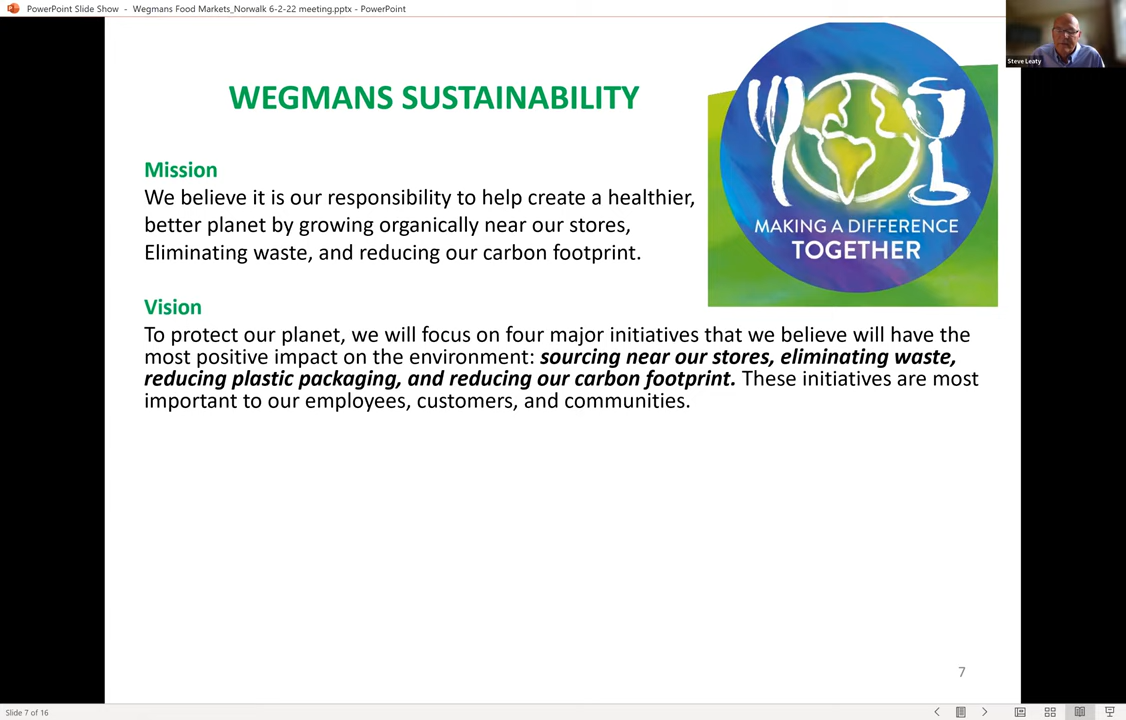 PowerPoint Slide Show - Wegmans Food Markets_Norwalk 6-2-22 meeting.pptx - PowerPoint
Steve Leaty
WEGMANS SUSTAINABILITY
MAKING A DIFFERENCE
TOGETHER
Mission
We believe it is our responsibility to help create a healthier,
better planet by growing organically near our stores,
Eliminating waste, and reducing our carbon footprint.
Vision
To protect our planet, we will focus on four major initiatives that we believe will have the
most positive impact on the environment: sourcing near our stores, eliminating waste,
reducing plastic packaging, and reducing our carbon footprint. These initiatives are most
important to our employees, customers, and communities.
7
Slide 7 of 16